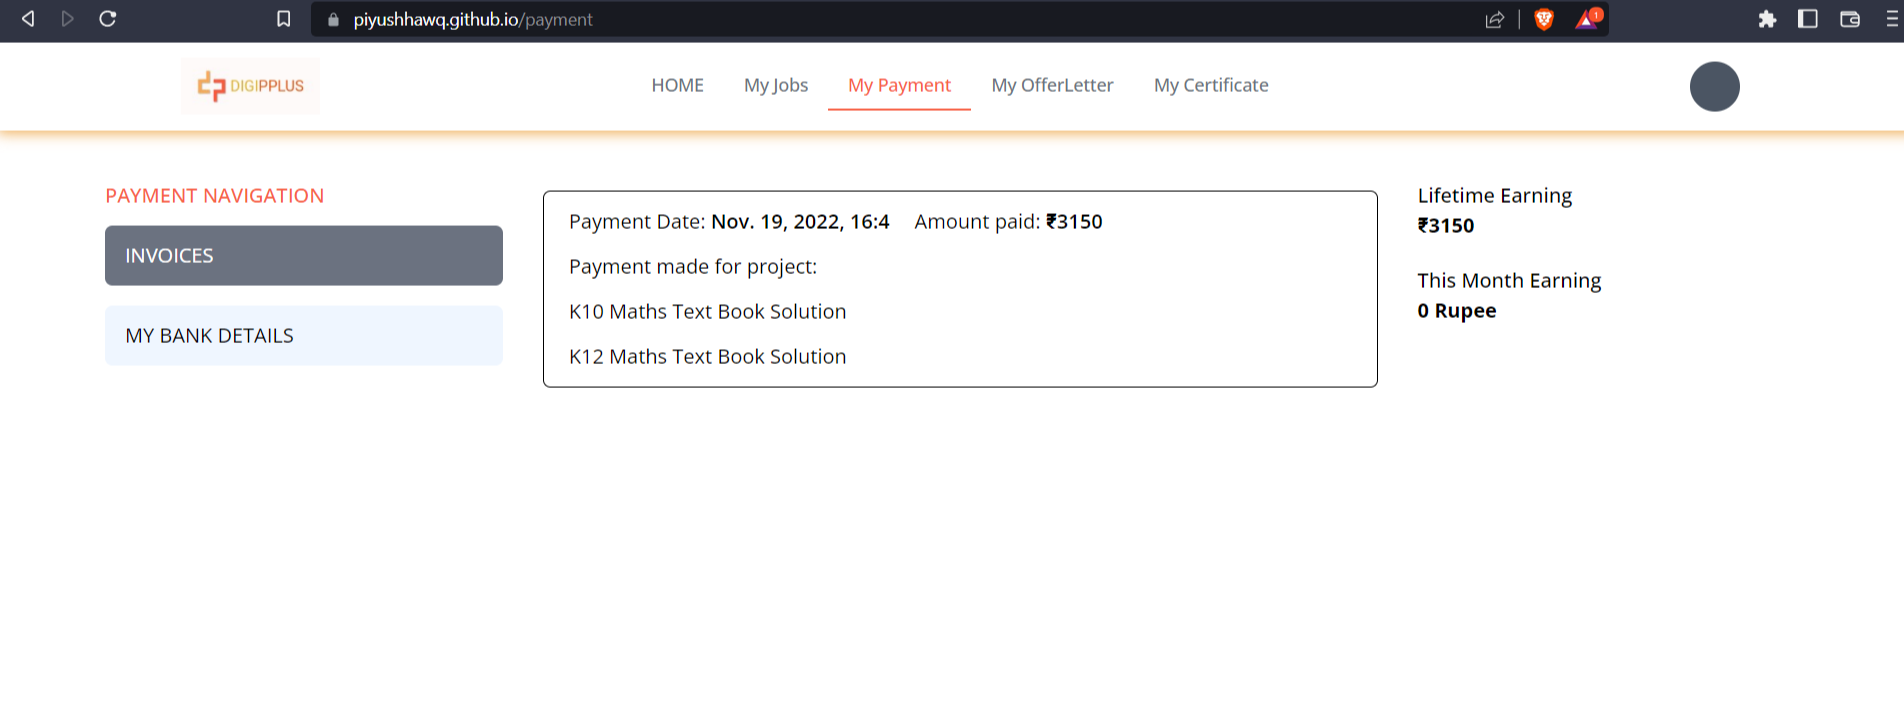 piyushhawq.github.io/payment
1
DIGIPPLUS
HOME My Jobs My Payment My OfferLetter My Certificate
PAYMENT NAVIGATION
INVOICES
MY BANK DETAILS
Payment Date: Nov. 19, 2022, 16:4 Amount paid: ₹3150
Payment made for project:
K10 Maths Text Book Solution
K12 Maths Text Book Solution
Lifetime Earning
₹3150
This Month Earning
0 Rupee